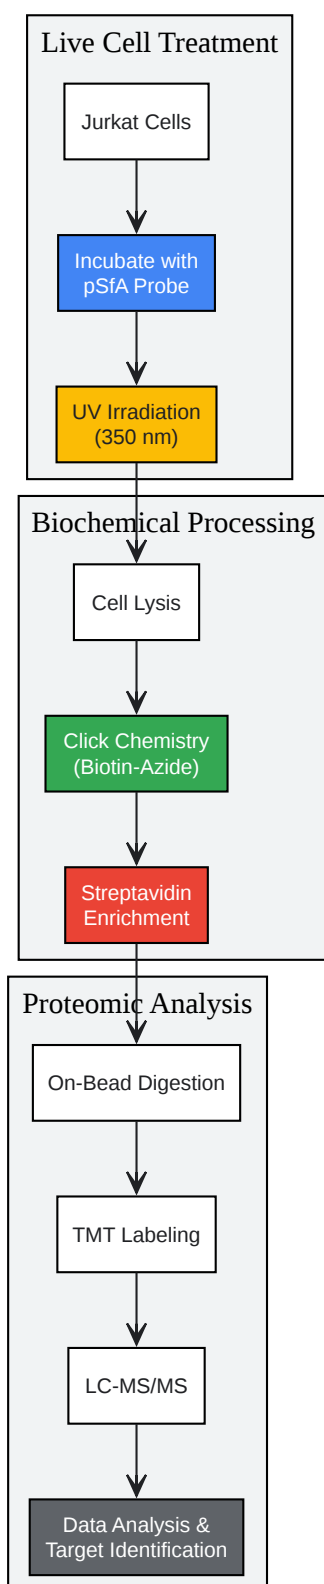 Live Cell Treatment
Jurkat Cells
Incubate with
pSfA Probe
UV Irradiation
(350 nm)
Biochemical Processing
Cell Lysis
Click Chemistry
(Biotin-Azide)
Streptavidin
Enrichment
Proteomic Analysis
On-Bead Digestion
TMT Labeling
LC-MS/MS
Data Analysis &
Target Identification